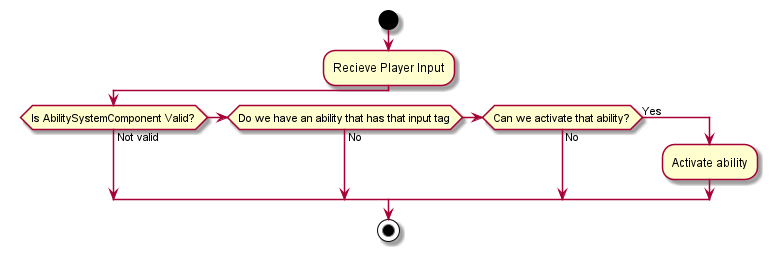 Recieve Player Input
Is AbilitySystemComponent Valid?
Do we have an ability that has that input tag
Can we activate that ability?
Yes
Not valid
No
No
Activate ability